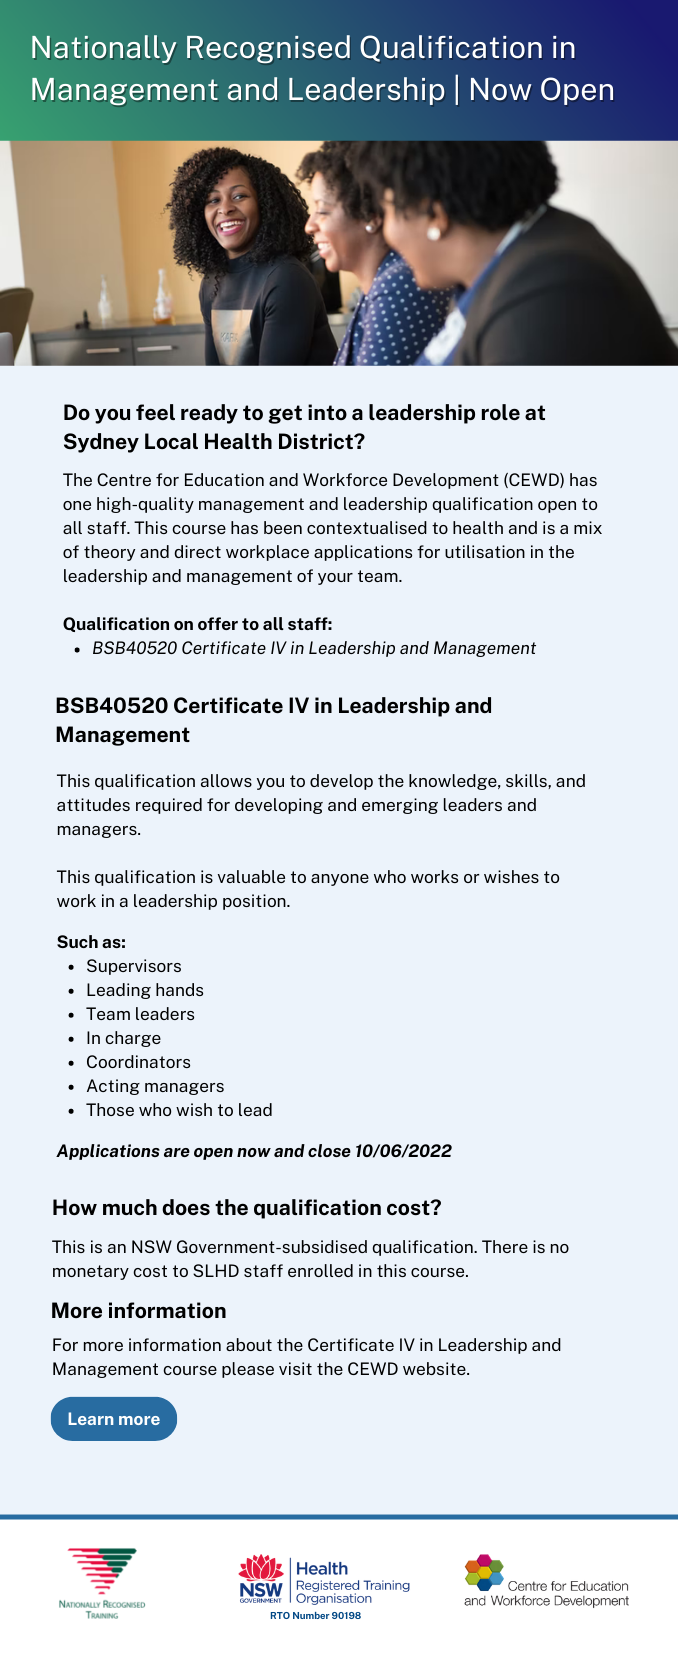 Nationally Recognised Qualification in
Management and Leadership | Now Open
Do you feel ready to get into a leadership role at
Sydney Local Health District?
The Centre for Education and Workforce Development (CEWD) has
one high-quality management and leadership qualification open to
all staff. This course has been contextualised to health and is a mix
of theory and direct workplace applications for utilisation in the
leadership and management of your team.
Qualification on offer to all staff:
• BSB40520 Certificate IV in Leadership and Management
BSB40520 Certificate IV in Leadership and
Management
This qualification allows you to develop the knowledge, skills, and
attitudes required for developing and emerging leaders and
managers.
This qualification is valuable to anyone who works or wishes to
work in a leadership position.
Such as:
• Supervisors
• Leading hands
• Team leaders
• In charge
• Coordinators
• Acting managers
• Those who wish to lead
Applications are open now and close 10/06/2022
How much does the qualification cost?
This is an NSW Government-subsidised qualification. There is no
monetary cost to SLHD staff enrolled in this course.
More information
For more information about the Certificate IV in Leadership and
Management course please visit the CEWD website.
Learn more
NATIONALLY RECOGNISED
TRAINING
NSW
GOVERNMENT
Health
Registered Training
Organisation
RTO Number 90198
Centre for Education
and Workforce Development